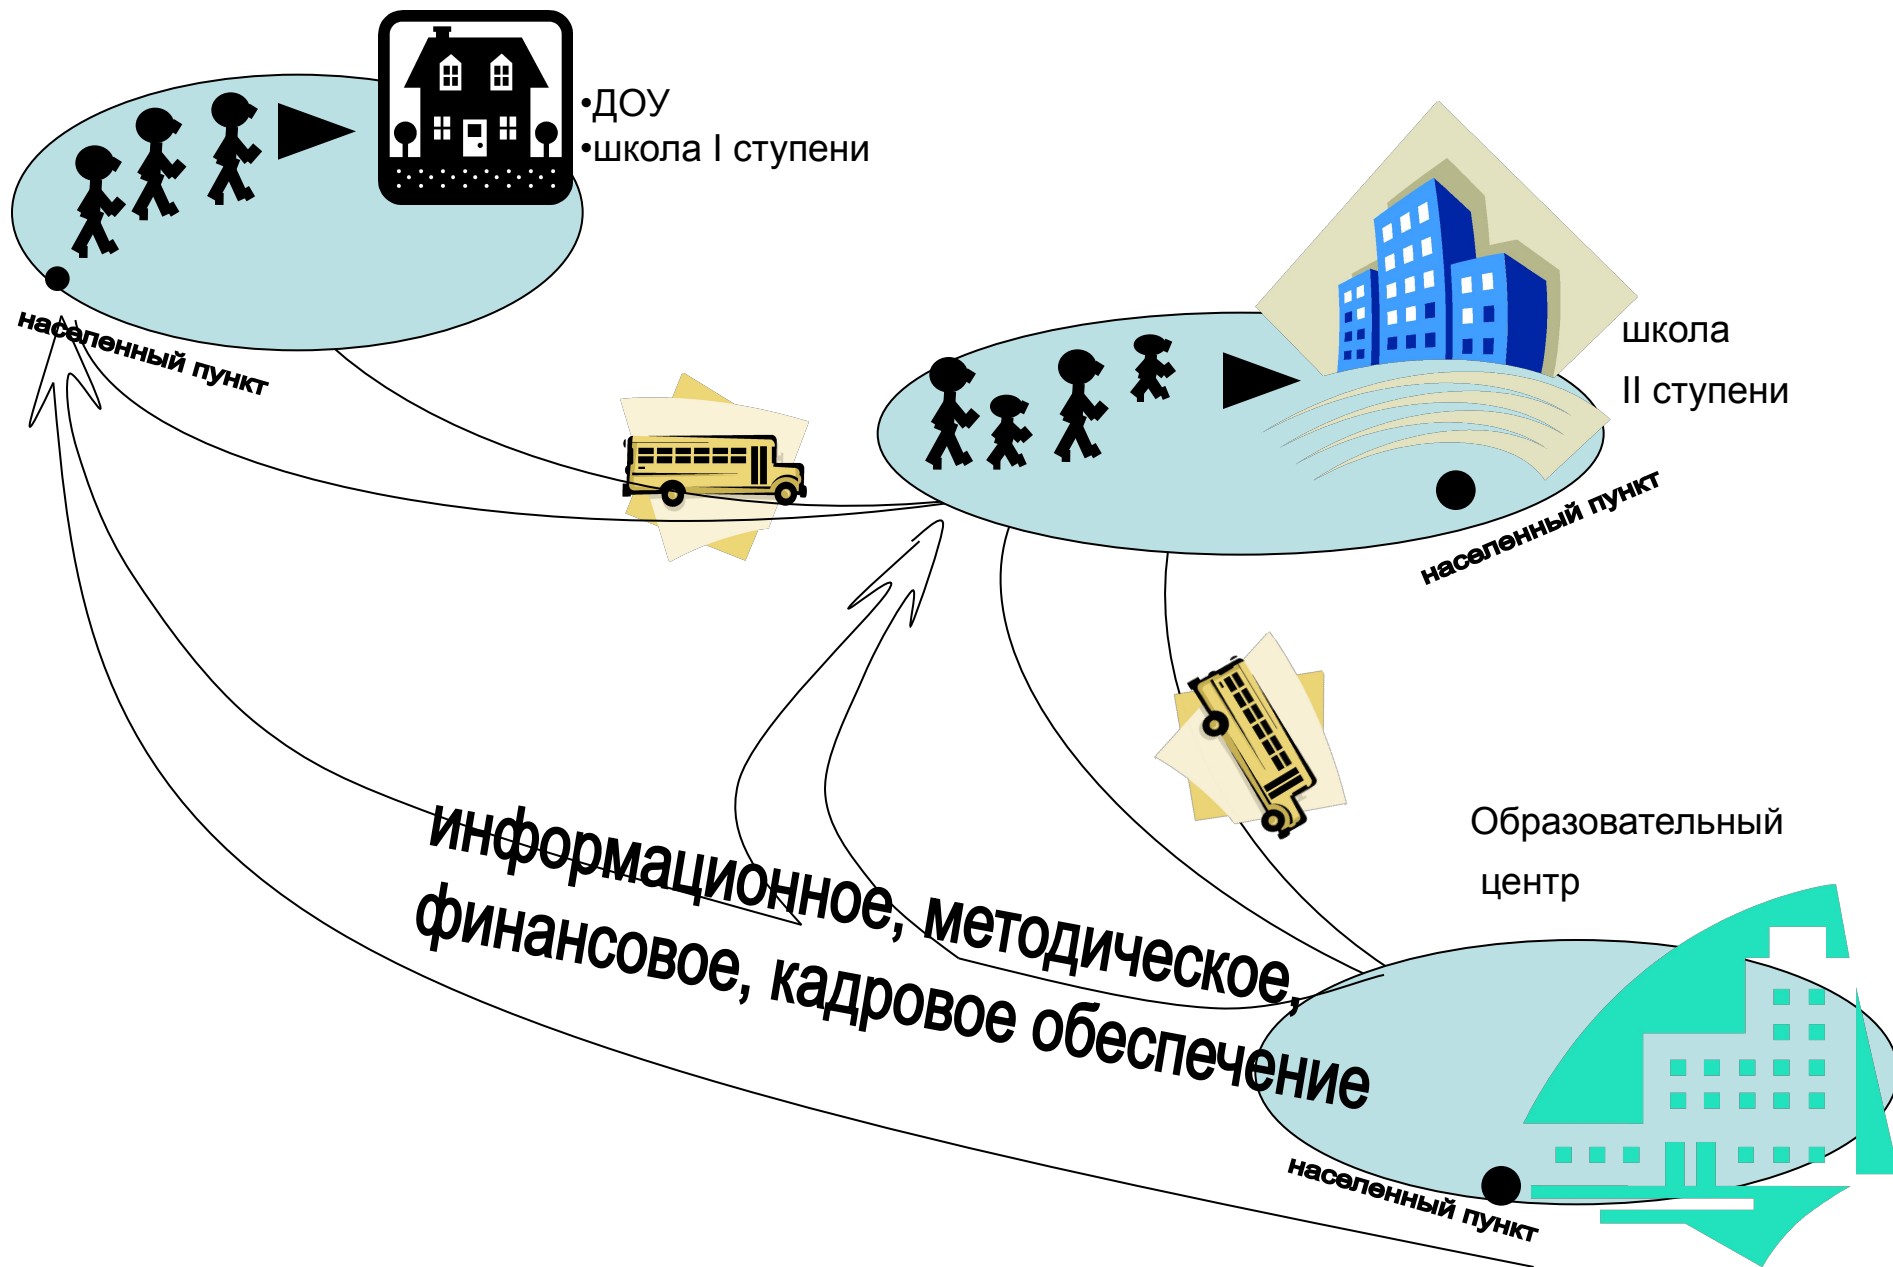 •ДОУ
•школа I ступени
населенный пункт
школа
II ступени
населенный пункт
информационное, методическое,
финансовое, кадровое обеспечение
Образовательный
центр
населенный пункт